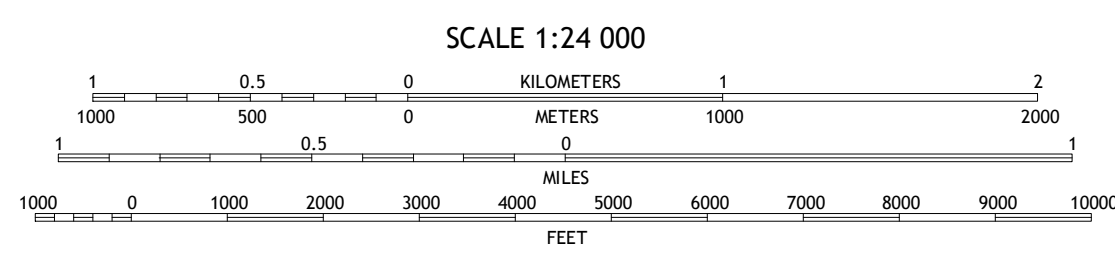 SCALE 1:24 000
1 0.5 0 KILOMETERS 1 2
1000 500 0 METERS 1000 2000
1 0.5 0 1
MILES
1000 0 1000 2000 3000 4000 5000 6000 7000 8000 9000 10000
FEET